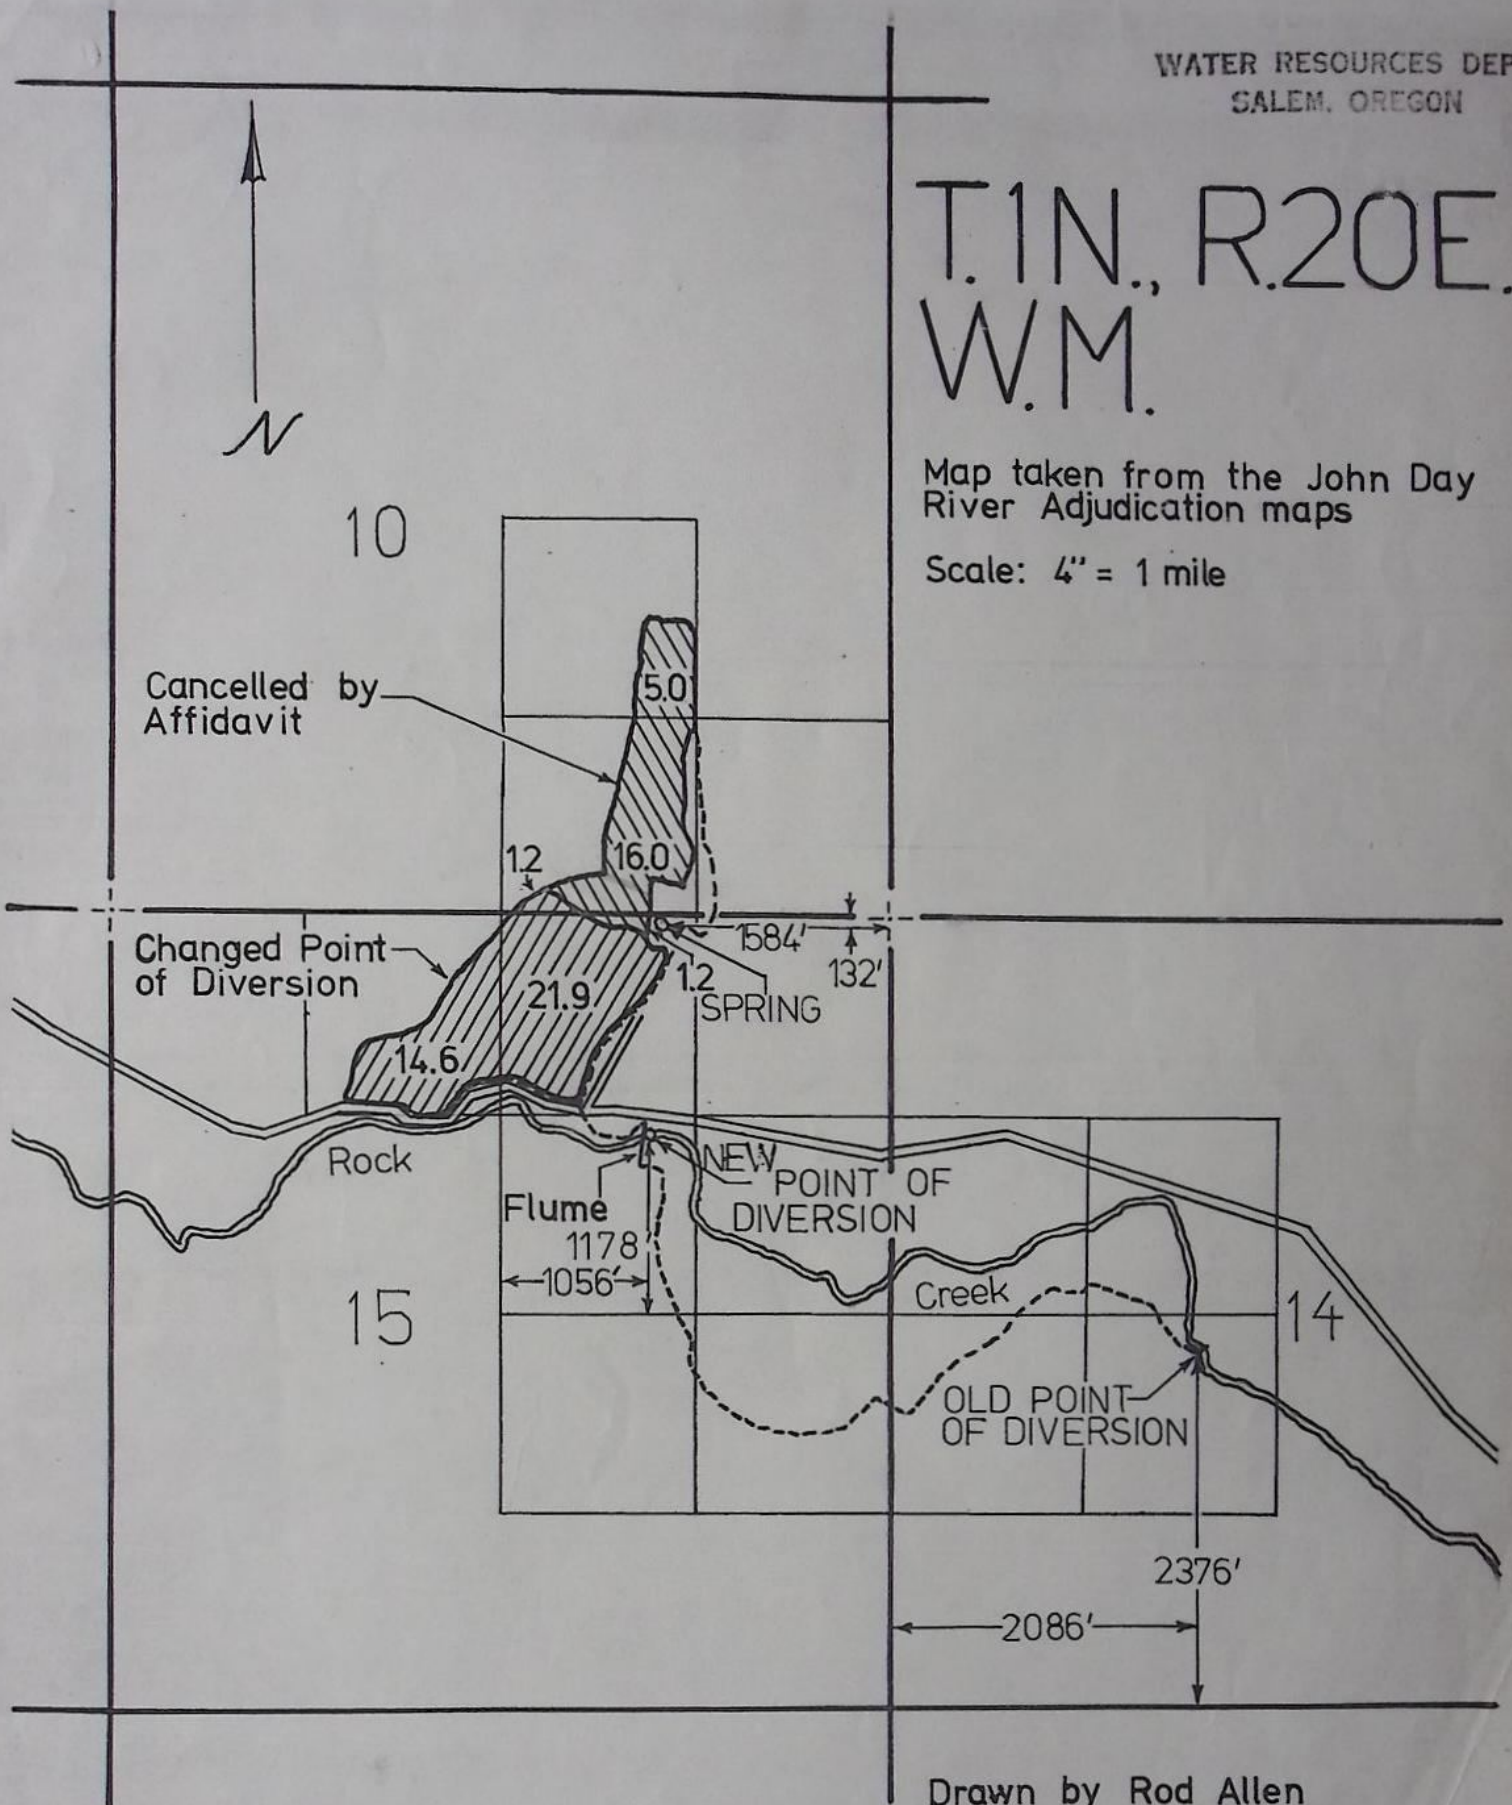 WATER RESOURCES DEP
SALEM, OREGON
T.1N., R.20E.
W.M.
N
Map taken from the John Day
River Adjudication maps
Scale: 4" = 1 mile
10
Cancelled by
Affidavit
5.0
1.2
16.0
Changed Point
of Diversion
1584'
132'
1.2
SPRING
21.9
14.6
Rock
NEW
POINT OF
DIVERSION
Flume
1178'
1056'
Creek
15
14
OLD POINT
OF DIVERSION
2376'
2086'
Drawn by Rod Allen